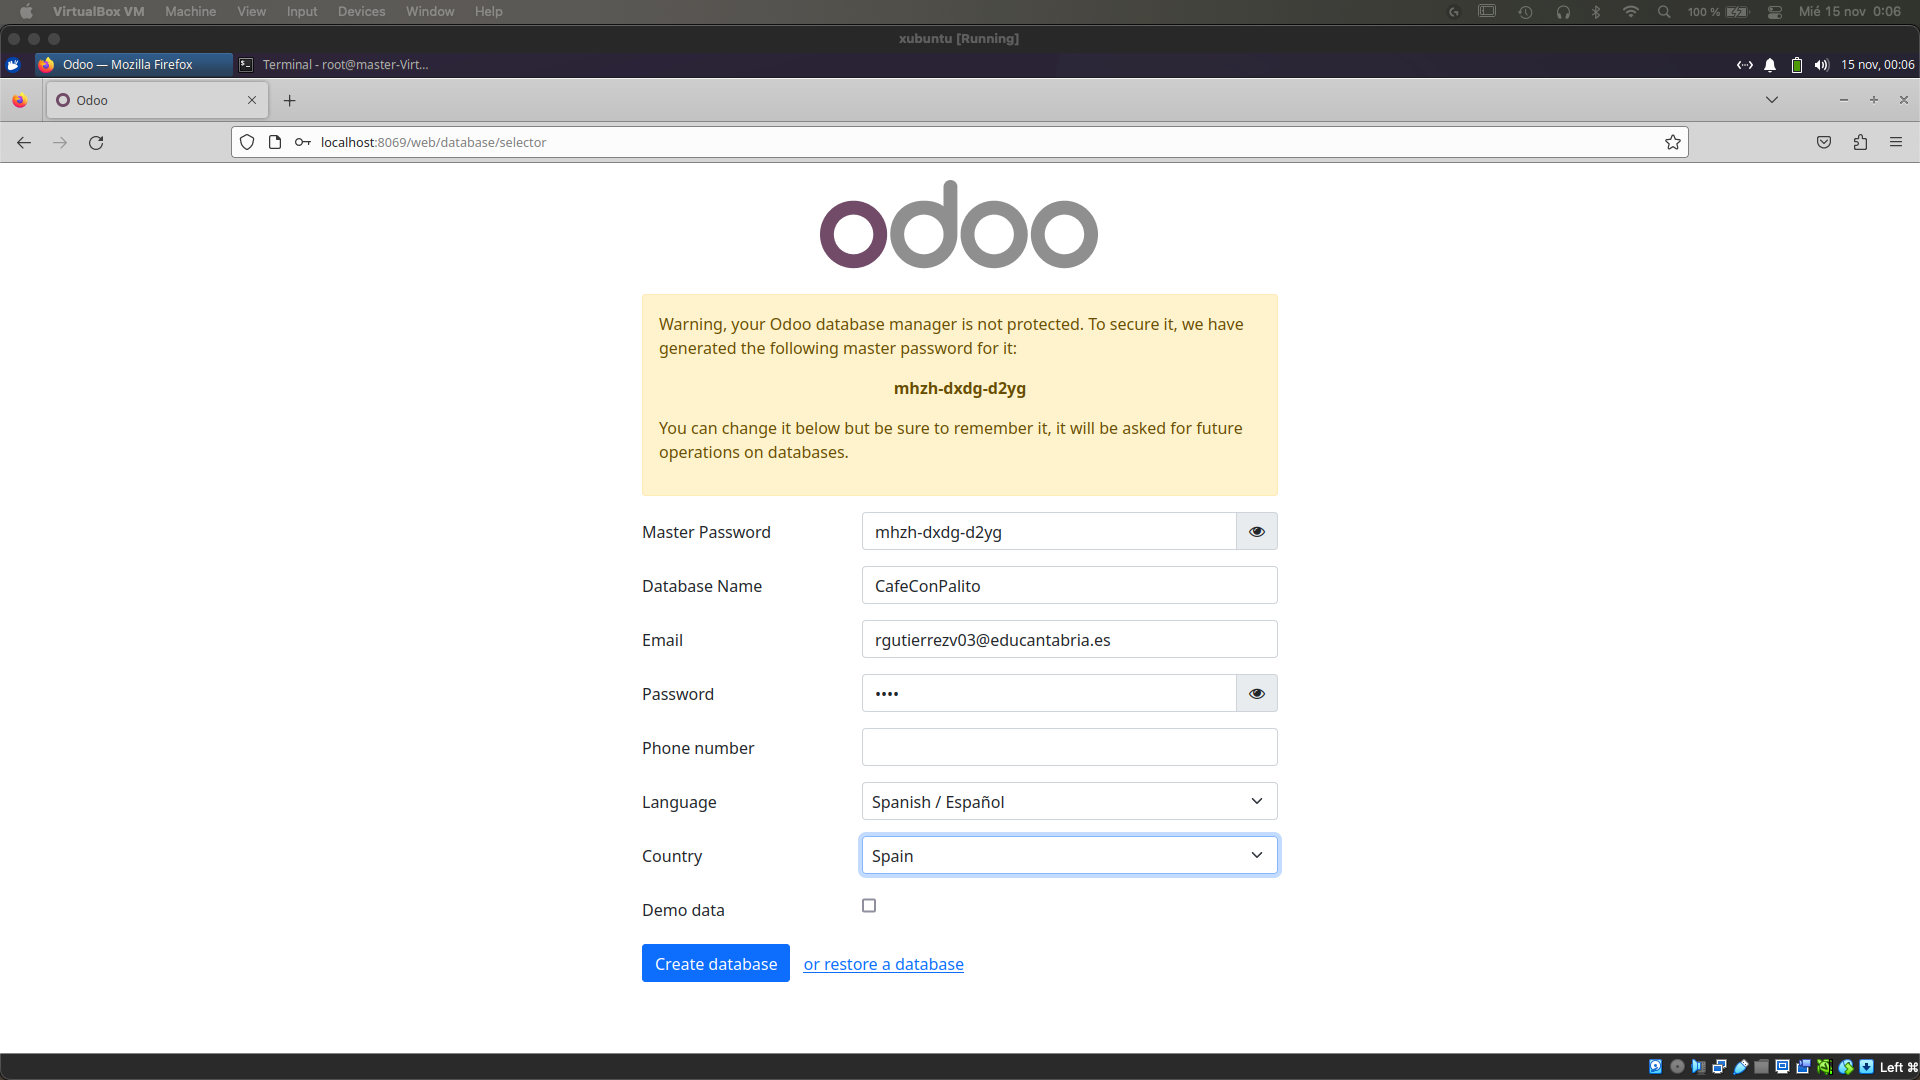 VirtualBox VM Machine View Input Devices Window Help 100 % Mié 15 nov 0:06
xubuntu [Running]
Odoo — Mozilla Firefox Terminal - root@master-Virt... 15 nov, 00:06
Odoo
localhost:8069/web/database/selector
odoo
Warning, your Odoo database manager is not protected. To secure it, we have
generated the following master password for it:
mhzh-dxdg-d2yg
You can change it below but be sure to remember it, it will be asked for future
operations on databases.
Master Password mhzh-dxdg-d2yg
Database Name CafeConPalito
Email rgutierrezv03@educantabria.es
Password ••••
Phone number
Language Spanish / Español
Country Spain
Demo data
Create database or restore a database
Left ⌘